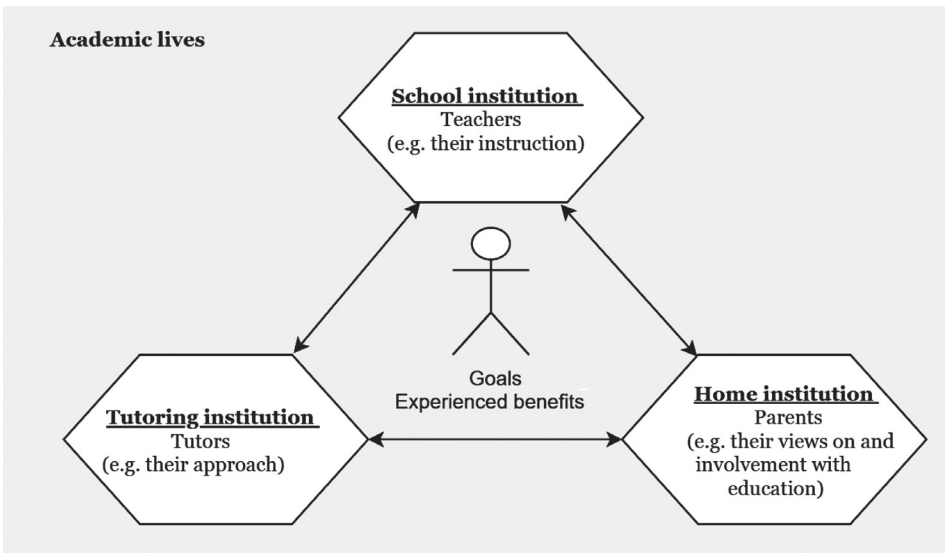 Academic lives
School institution
Teachers
(e.g. their instruction)
Goals
Experienced benefits
Tutoring institution
Tutors
(e.g. their approach)
Home institution
Parents
(e.g. their views on and
involvement with
education)